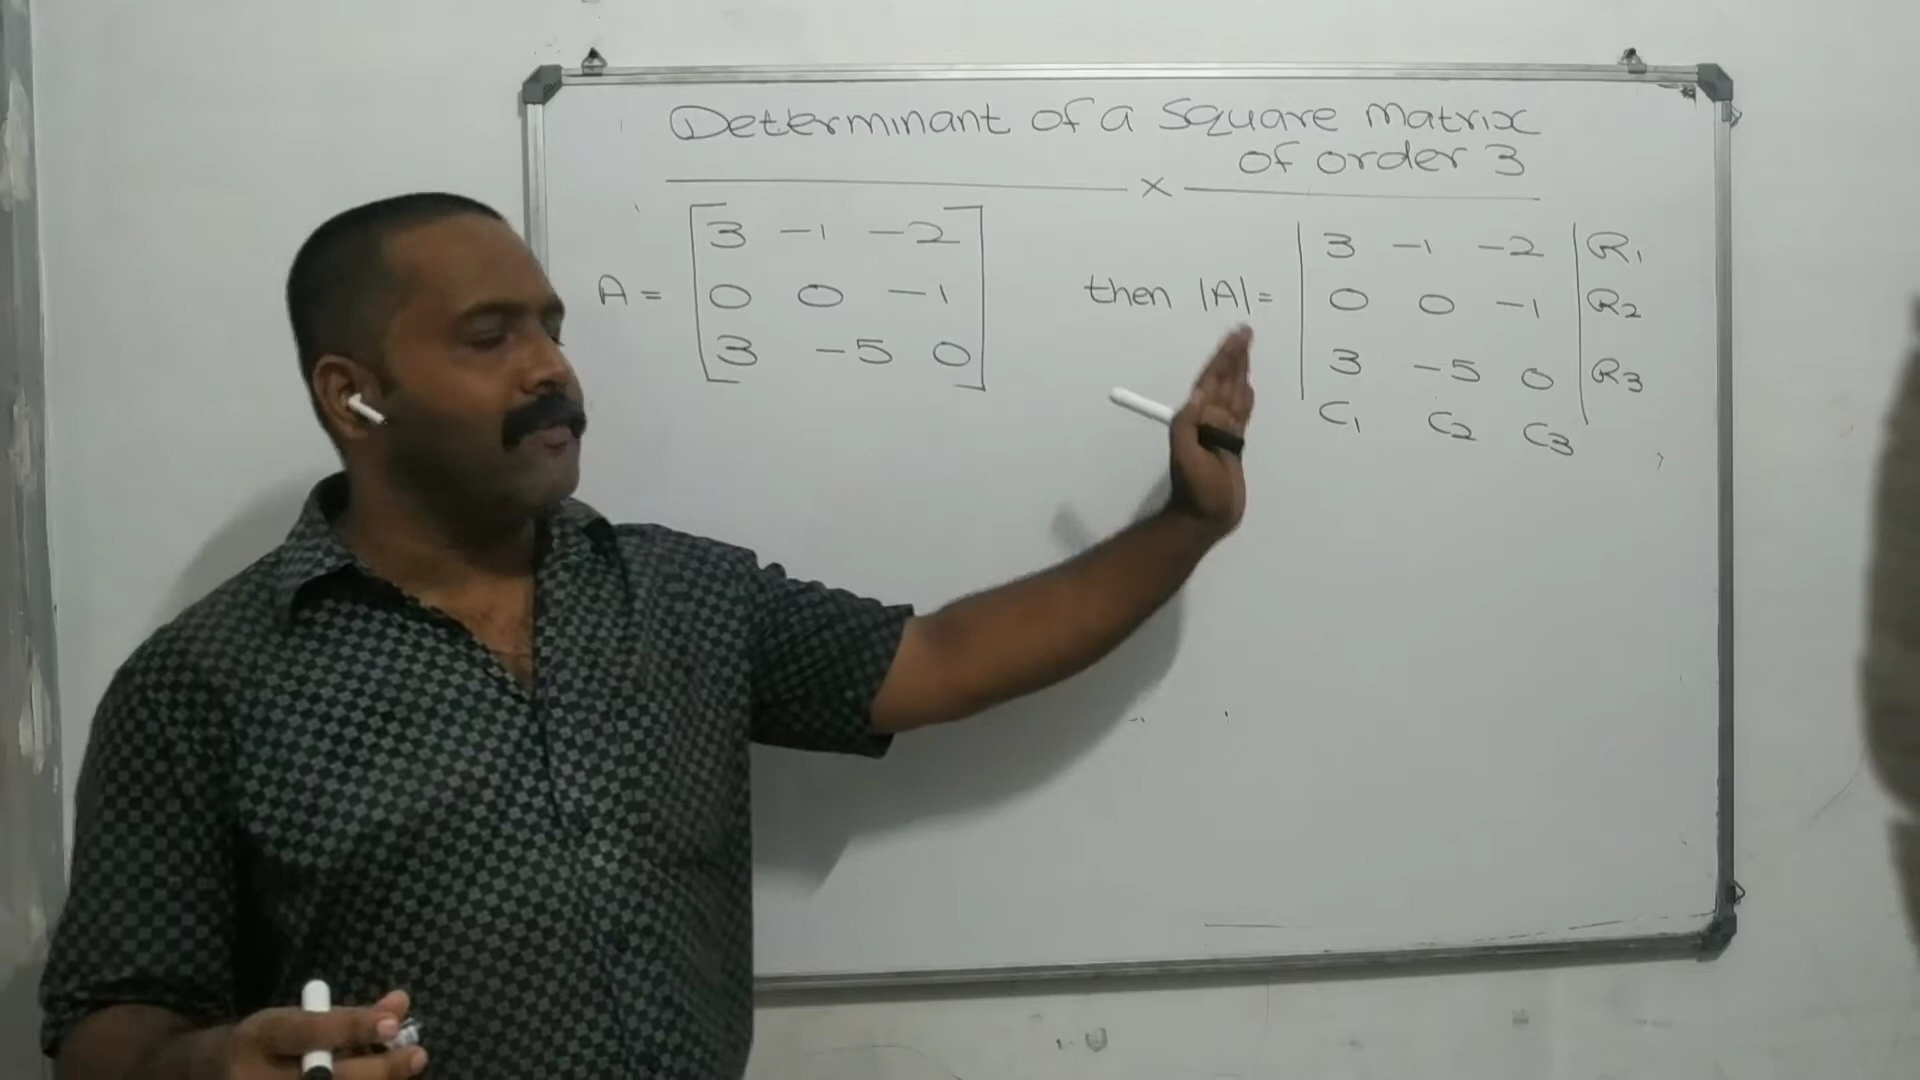 Determinant of a square matrix
of order 3
x
A = [3 -1 -2
0 0 -1
3 -5 0]
then |A| = |3 -1 -2| R1
|0 0 -1| R2
|3 -5 0| R3
C1 C2 C3